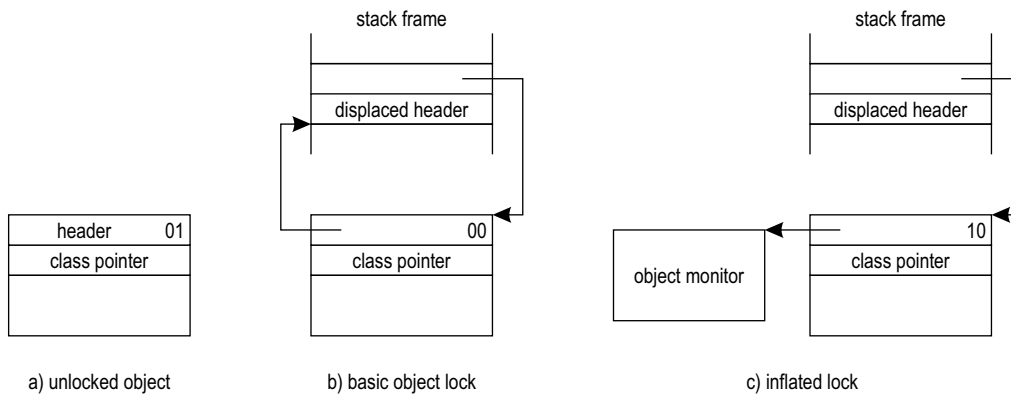 stack frame
displaced header
header 01
class pointer
00
class pointer
stack frame
displaced header
10
class pointer
object monitor
a) unlocked object
b) basic object lock
c) inflated lock